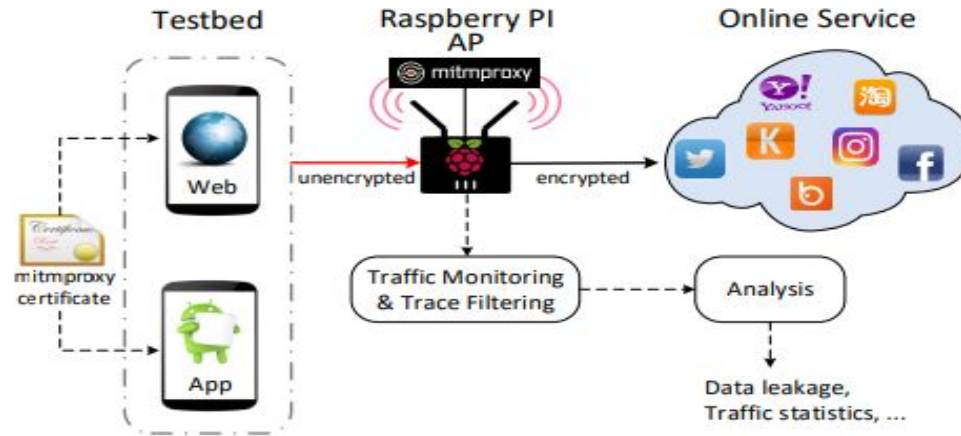 Testbed
Raspberry PI
AP
Online Service
mitmproxy
YAHOO!
淘
K
f
Web
unencrypted
encrypted
Certificate
mitmproxy
certificate
Traffic Monitoring
& Trace Filtering
Analysis
App
Data leakage,
Traffic statistics, ...